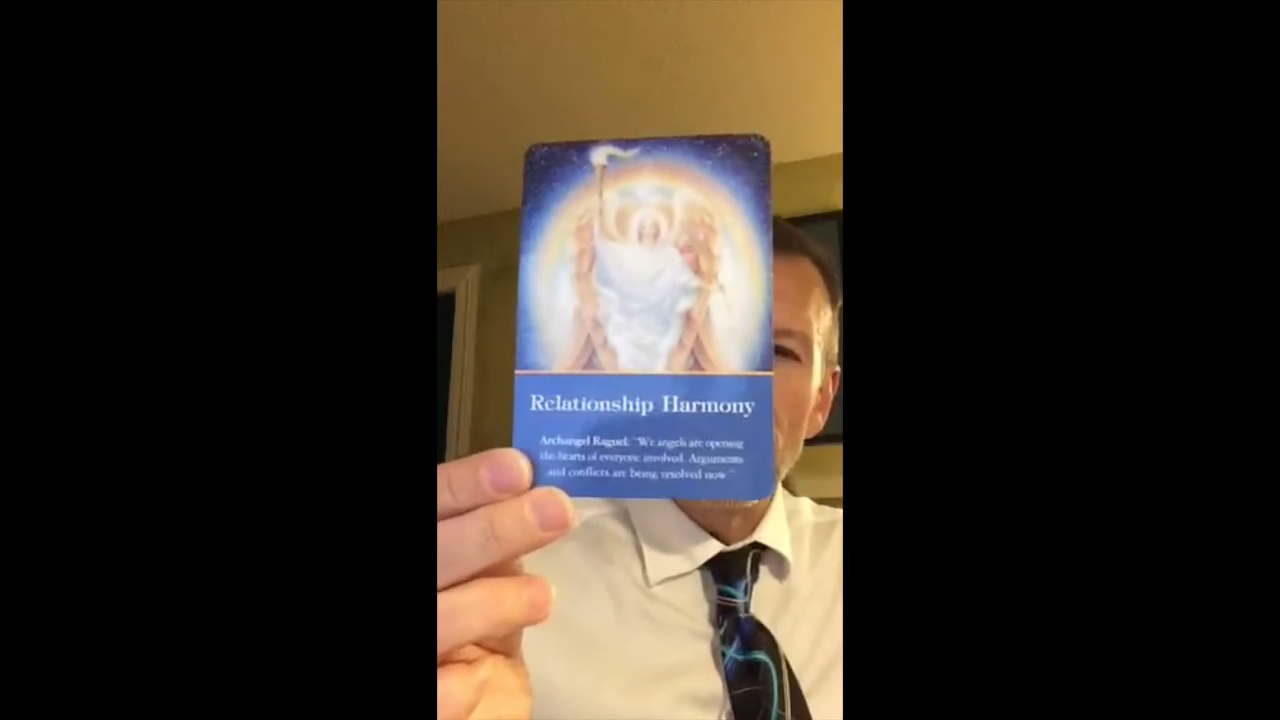 Relationship Harmony
Archangel Raguel: "We angels are opening
the hearts of everyone involved. Arguments
and conflicts are being resolved now."